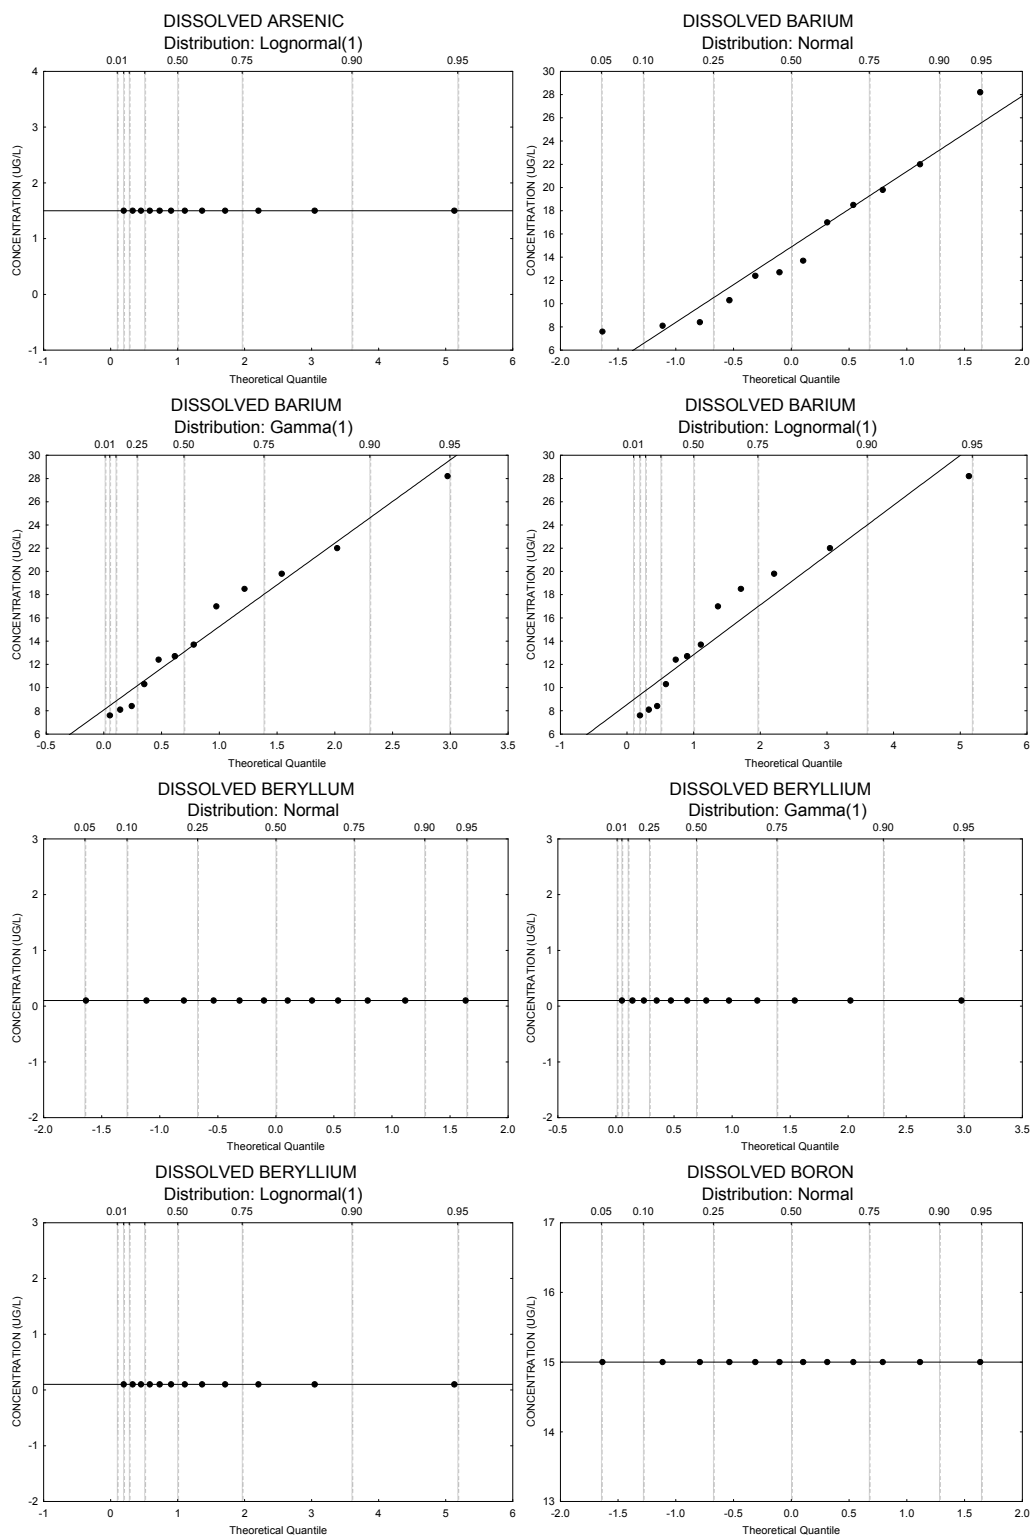 DISSOLVED ARSENIC
Distribution: Lognormal(1)
0.01 0.50 0.75 0.90 0.95
4
3
2
1
0
-1
CONCENTRATION (UG/L)
-1 0 1 2 3 4 5 6
Theoretical Quantile
DISSOLVED BARIUM
Distribution: Normal
0.05 0.10 0.25 0.50 0.75 0.90 0.95
30
28
26
24
22
20
18
16
14
12
10
8
6
CONCENTRATION (UG/L)
-2.0 -1.5 -1.0 -0.5 0.0 0.5 1.0 1.5 2.0
Theoretical Quantile
DISSOLVED BARIUM
Distribution: Gamma(1)
0.01 0.25 0.50 0.75 0.90 0.95
30
28
26
24
22
20
18
16
14
12
10
8
6
CONCENTRATION (UG/L)
-0.5 0.0 0.5 1.0 1.5 2.0 2.5 3.0 3.5
Theoretical Quantile
DISSOLVED BARIUM
Distribution: Lognormal(1)
0.01 0.50 0.75 0.90 0.95
30
28
26
24
22
20
18
16
14
12
10
8
6
CONCENTRATION (UG/L)
-1 0 1 2 3 4 5 6
Theoretical Quantile
DISSOLVED BERYLLUM
Distribution: Normal
0.05 0.10 0.25 0.50 0.75 0.90 0.95
3
2
1
0
-1
-2
CONCENTRATION (UG/L)
-2.0 -1.5 -1.0 -0.5 0.0 0.5 1.0 1.5 2.0
Theoretical Quantile
DISSOLVED BERYLLIUM
Distribution: Gamma(1)
0.01 0.25 0.50 0.75 0.90 0.95
3
2
1
0
-1
-2
CONCENTRATION (UG/L)
-0.5 0.0 0.5 1.0 1.5 2.0 2.5 3.0 3.5
Theoretical Quantile
DISSOLVED BERYLLIUM
Distribution: Lognormal(1)
0.01 0.50 0.75 0.90 0.95
3
2
1
0
-1
-2
CONCENTRATION (UG/L)
-1 0 1 2 3 4 5 6
Theoretical Quantile
DISSOLVED BORON
Distribution: Normal
0.05 0.10 0.25 0.50 0.75 0.90 0.95
17
16
15
14
13
CONCENTRATION (UG/L)
-2.0 -1.5 -1.0 -0.5 0.0 0.5 1.0 1.5 2.0
Theoretical Quantile